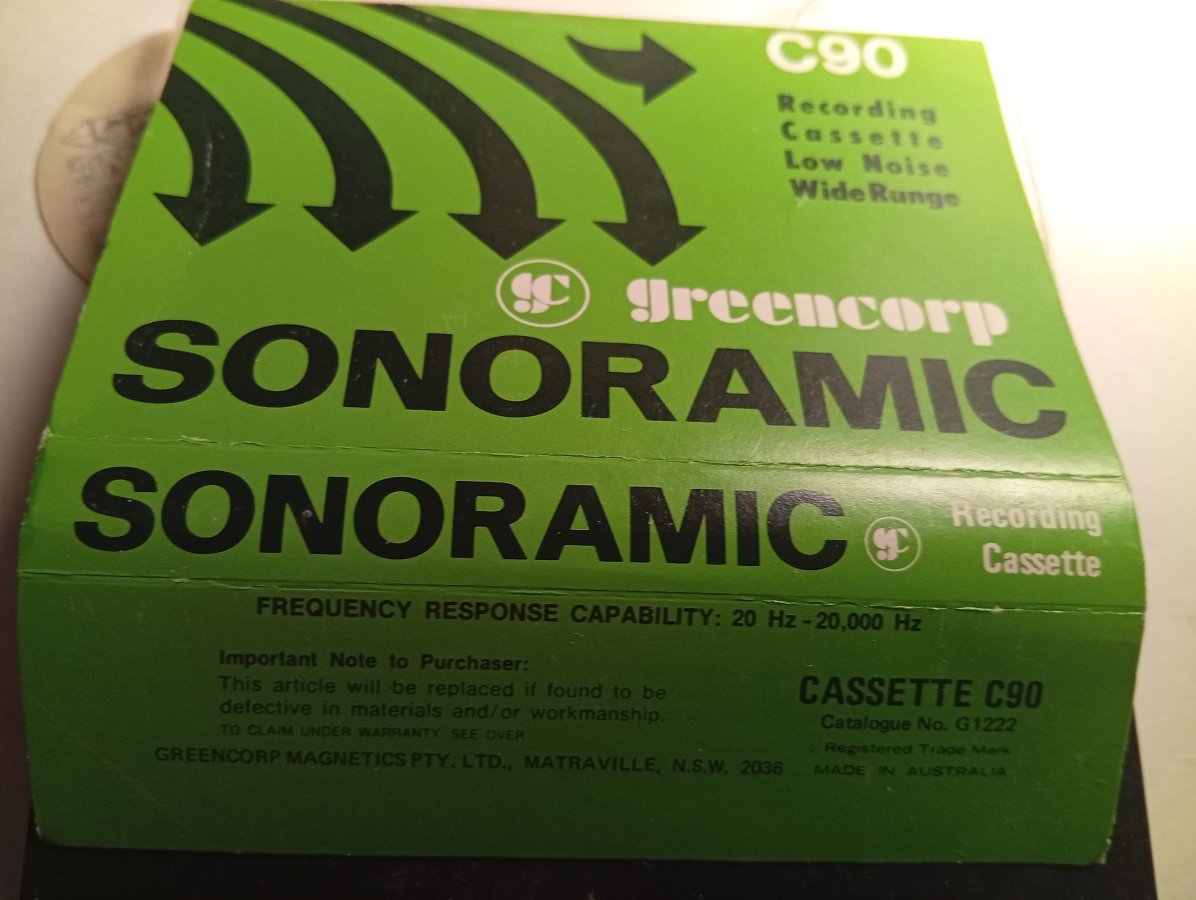 C90
Recording
Cassette
Low Noise
Wide Range
gc greencorp
SONORAMIC
SONORAMIC gc Recording
Cassette
FREQUENCY RESPONSE CAPABILITY: 20 Hz - 20,000 Hz
Important Note to Purchaser:
This article will be replaced if found to be
defective in materials and/or workmanship.
TO CLAIM UNDER WARRANTY, SEE OVER
GREENCORP MAGNETICS PTY. LTD., MATRAVILLE, N.S.W. 2036
CASSETTE C90
Catalogue No. G1222
Registered Trade Mark
MADE IN AUSTRALIA